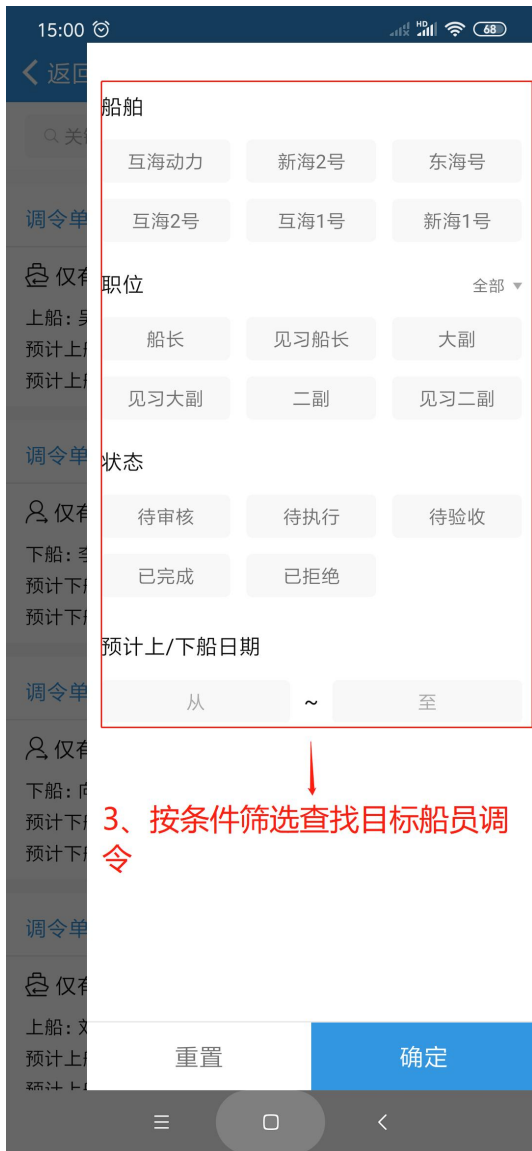 15:00
HD
68
返回
关
船舶
互海动力 新海2号 东海号
互海2号 互海1号 新海1号
调令单
仅有
职位 全部
上船：
预计上
船长 见习船长 大副
预计上
见习大副 二副 见习二副
调令单
状态
仅有
待审核 待执行 待验收
下船：
预计下
已完成 已拒绝
预计下
预计上/下船日期
调令单
从 ~ 至
仅有
下船：
预计下
3、按条件筛选查找目标船员调
预计下
令
调令单
仅有
上船：
预计上
重置 确定
预计上